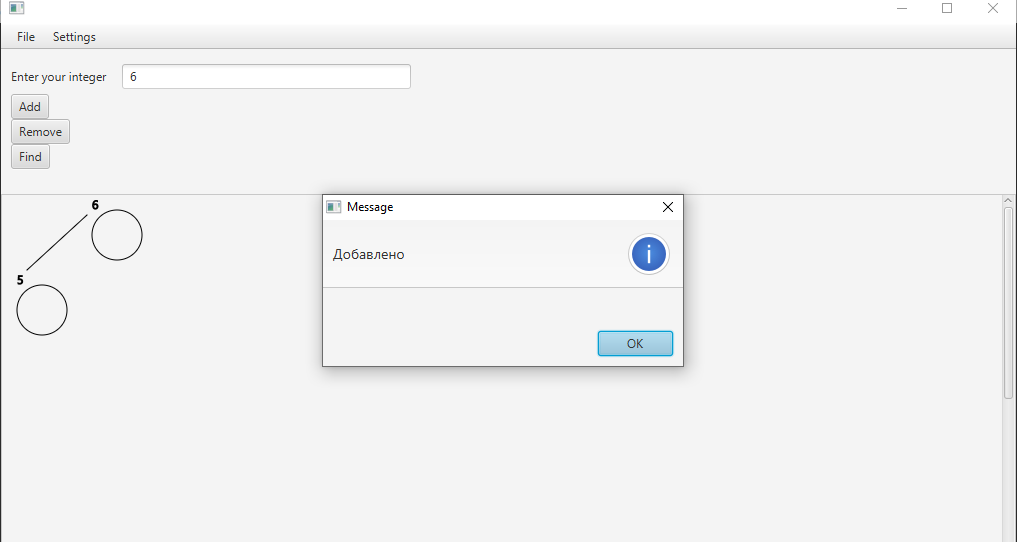 File Settings
Enter your integer 6
Add
Remove
Find
6
5
Message
Добавлено
i
OK